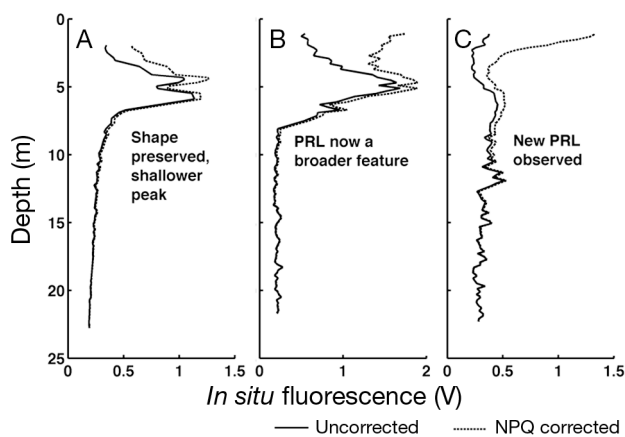 A
B
C
0
5
10
15
20
25
Depth (m)
Shape
preserved,
shallower
peak
PRL now a
broader feature
New PRL
observed
0 0.5 1 1.5
0 1 2
0 0.5 1 1.5
In situ fluorescence (V)
Uncorrected NPQ corrected